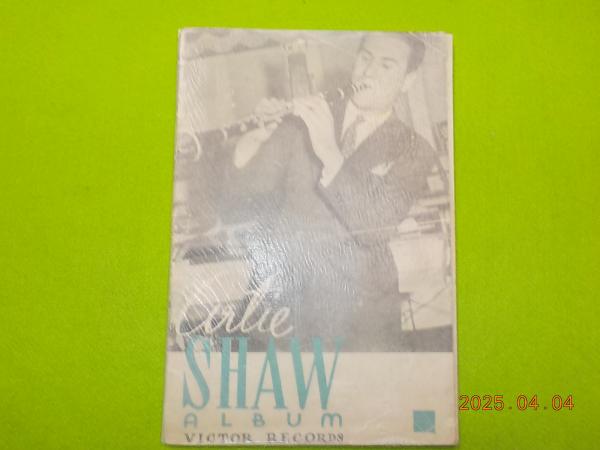 Artie
SHAW
ALBUM
VICTOR RECORDS
2025.04.04